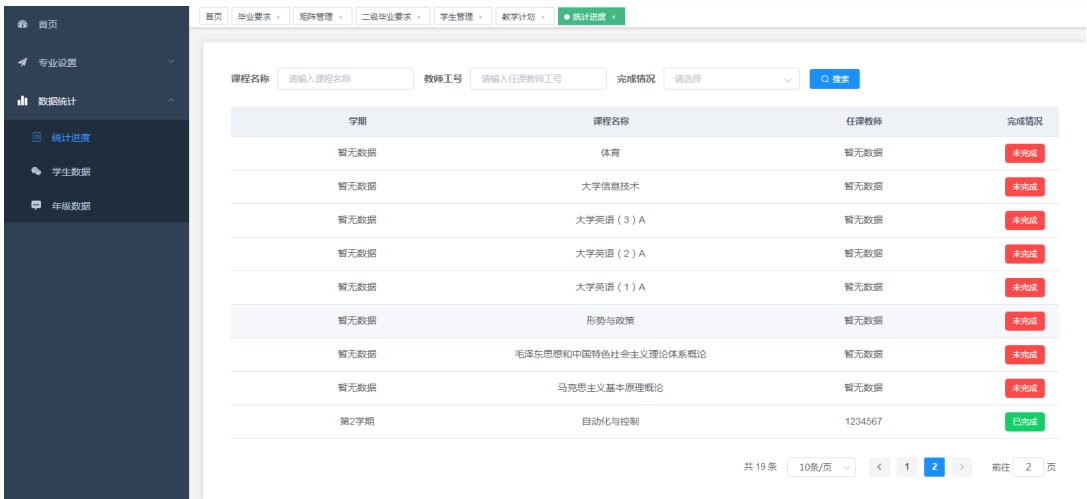 首页
专业设置
数据统计
统计进度
学生数据
年级数据
首页 毕业要求 × 矩阵管理 × 二级毕业要求 × 学生管理 × 教学计划 × 统计进度 ×
课程名称 请输入课程名称 教师工号 请输入任课教师工号 完成情况 请选择 搜索
学期 课程名称 任课教师 完成情况
暂无数据 体育 暂无数据 未完成
暂无数据 大学信息技术 暂无数据 未完成
暂无数据 大学英语（3）A 暂无数据 未完成
暂无数据 大学英语（2）A 暂无数据 未完成
暂无数据 大学英语（1）A 暂无数据 未完成
暂无数据 形势与政策 暂无数据 未完成
暂无数据 毛泽东思想和中国特色社会主义理论体系概论 暂无数据 未完成
暂无数据 马克思主义基本原理概论 暂无数据 未完成
第2学期 自动化与控制 1234567 已完成
共 19 条 10条/页 < 1 2 > 前往 2 页